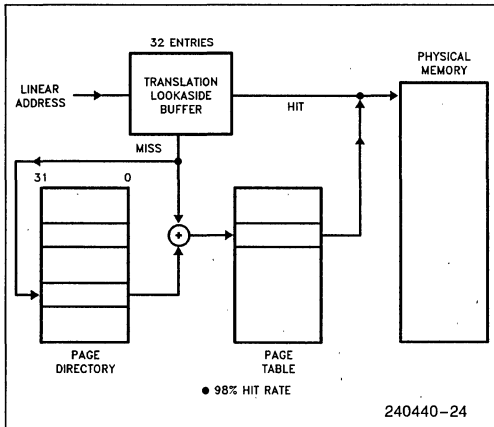 32 ENTRIES
TRANSLATION
LOOKASIDE
BUFFER
LINEAR
ADDRESS
PHYSICAL
MEMORY
HIT
MISS
31 0
+
PAGE
DIRECTORY
PAGE
TABLE
● 98% HIT RATE
240440-24